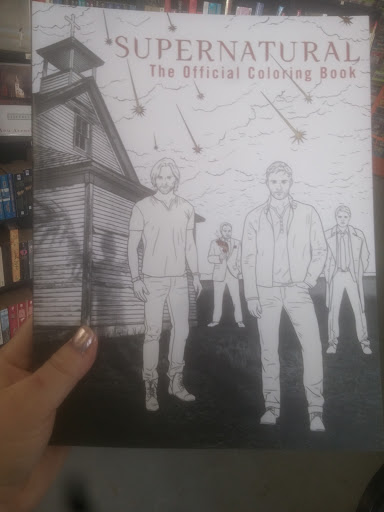 SUPERNATURAL
The Official Coloring Book